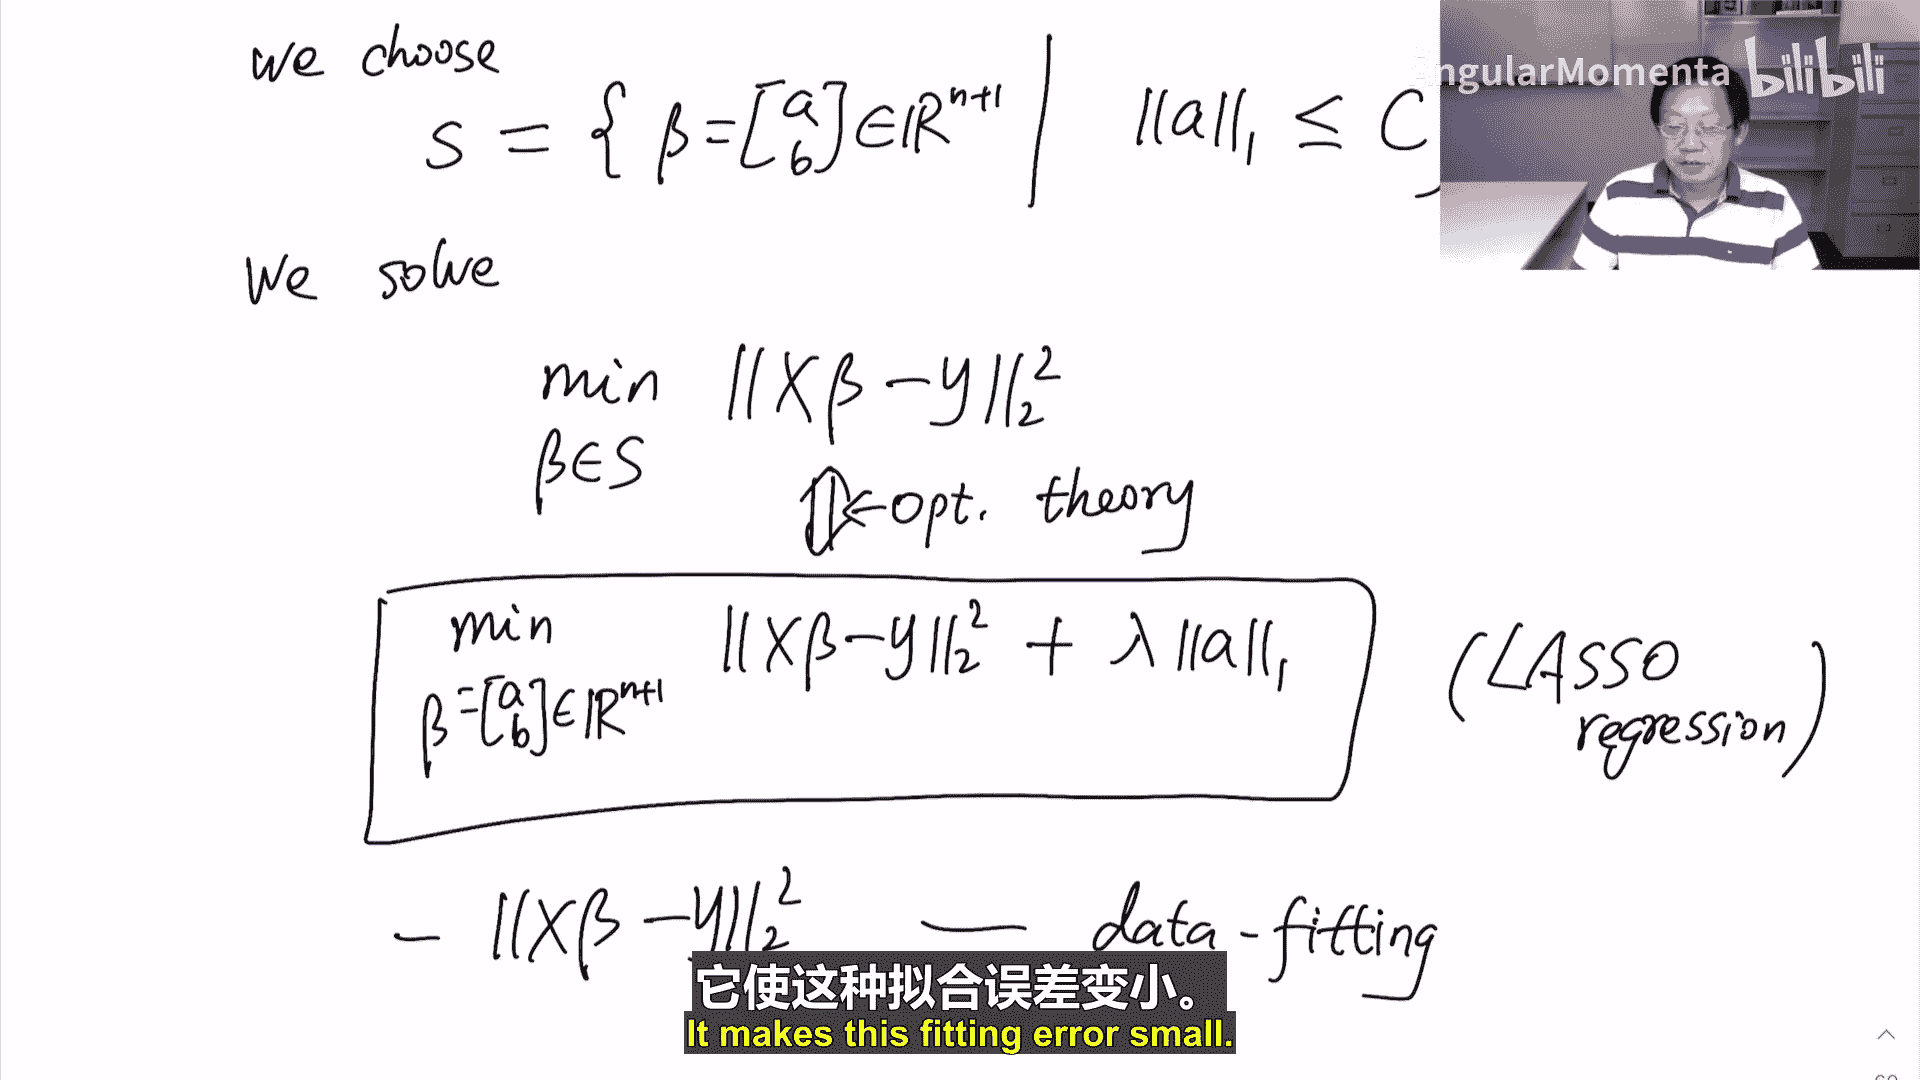 we choose
S = { β = [a b] ∈ ℝⁿ⁺¹ | ||a||₁ ≤ C
ngularMomenta bilibili
We solve
min ||Xβ - y||₂²
β∈S
⇕ ← opt. theory
min ||Xβ - y||₂² + λ||a||₁
β = [a b] ∈ ℝⁿ⁺¹
(LASSO regression)
- ||Xβ - y||₂² — data-fitting
它使这种拟合误差变小。
It makes this fitting error small.